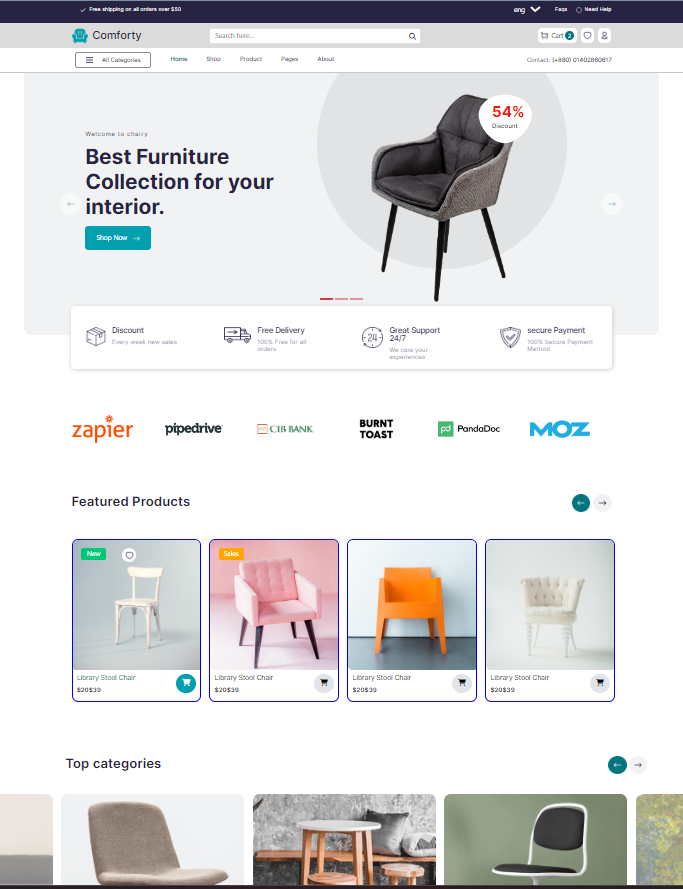 Free shipping on all orders over $50
eng
Faqs
Need Help
Comforty
Search here...
Cart 2
All Categories
Home
Shop
Product
Pages
About
Contact: (+880) 01402860617
Welcome to chairy
Best Furniture
Collection for your
interior.
Shop Now
54%
Discount
Discount
Every week new sales
Free Delivery
100% Free for all
orders
Great Support
24/7
We care your
experiences
secure Payment
100% Secure Payment
Method
24
zapier
pipedrive
CIB BANK
BURNT
TOAST
pd PandaDoc
MOZ
Featured Products
New
Sales
Library Stool Chair
$20$39
Library Stool Chair
$20$39
Library Stool Chair
$20$39
Library Stool Chair
$20$39
Top categories